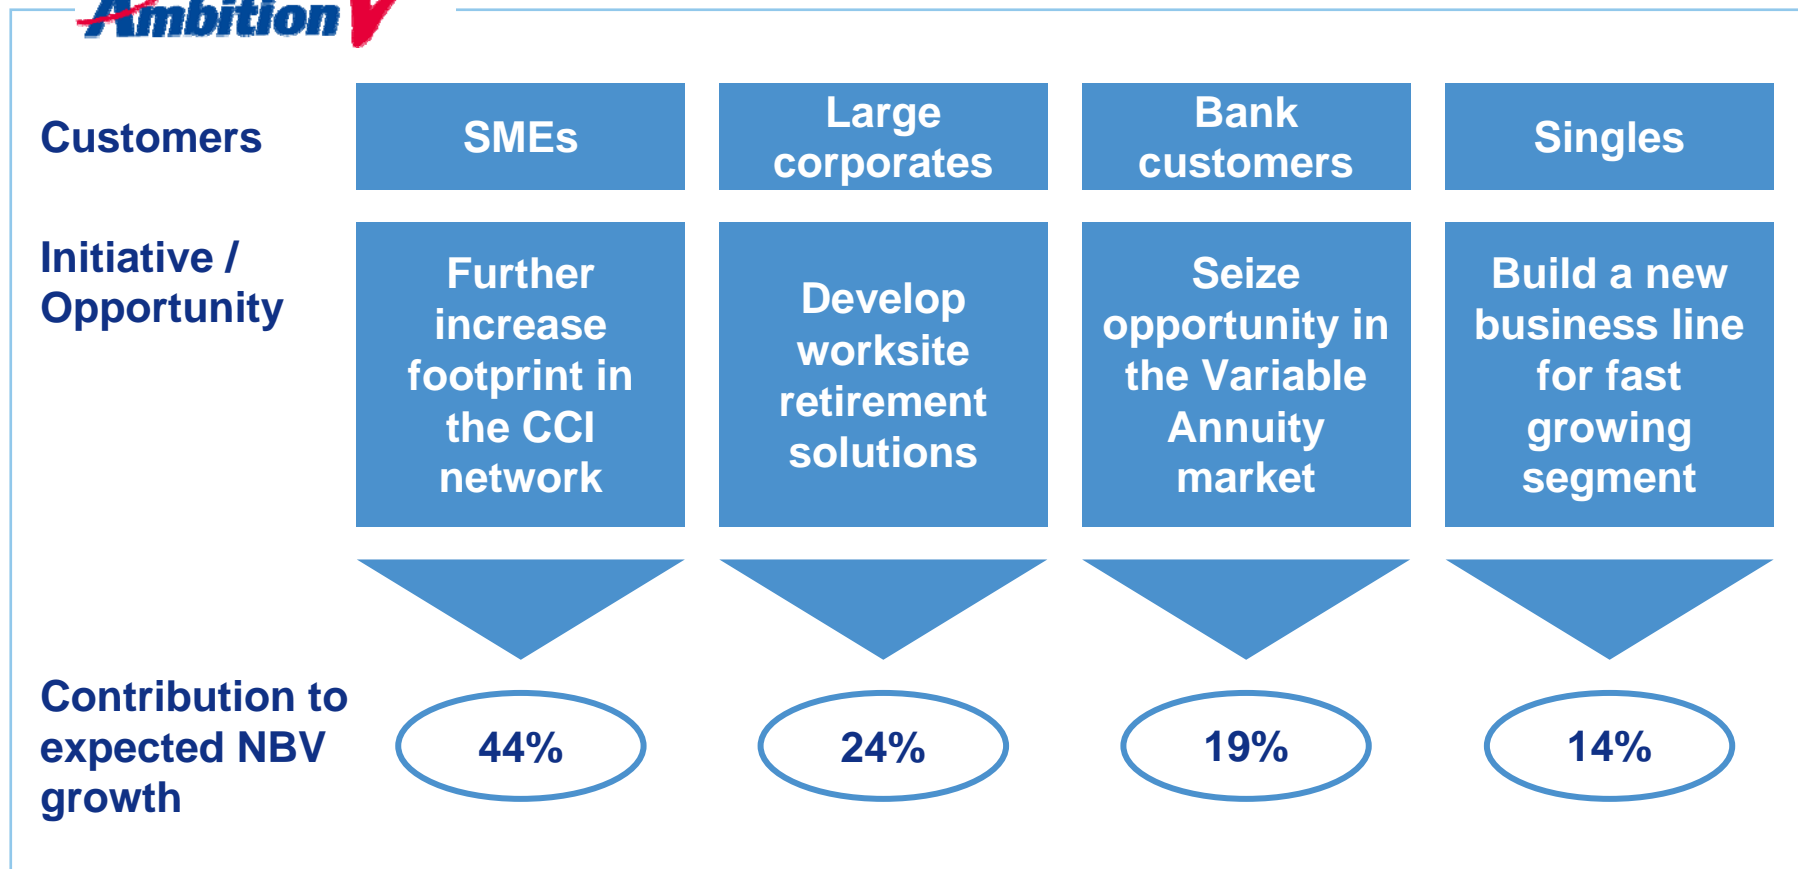 Ambition V
Customers
SMEs
Large
corporates
Bank
customers
Singles
Initiative /
Opportunity
Further
increase
footprint in
the CCI
network
Develop
worksite
retirement
solutions
Seize
opportunity in
the Variable
Annuity
market
Build a new
business line
for fast
growing
segment
Contribution to
expected NBV
growth
44%
24%
19%
14%